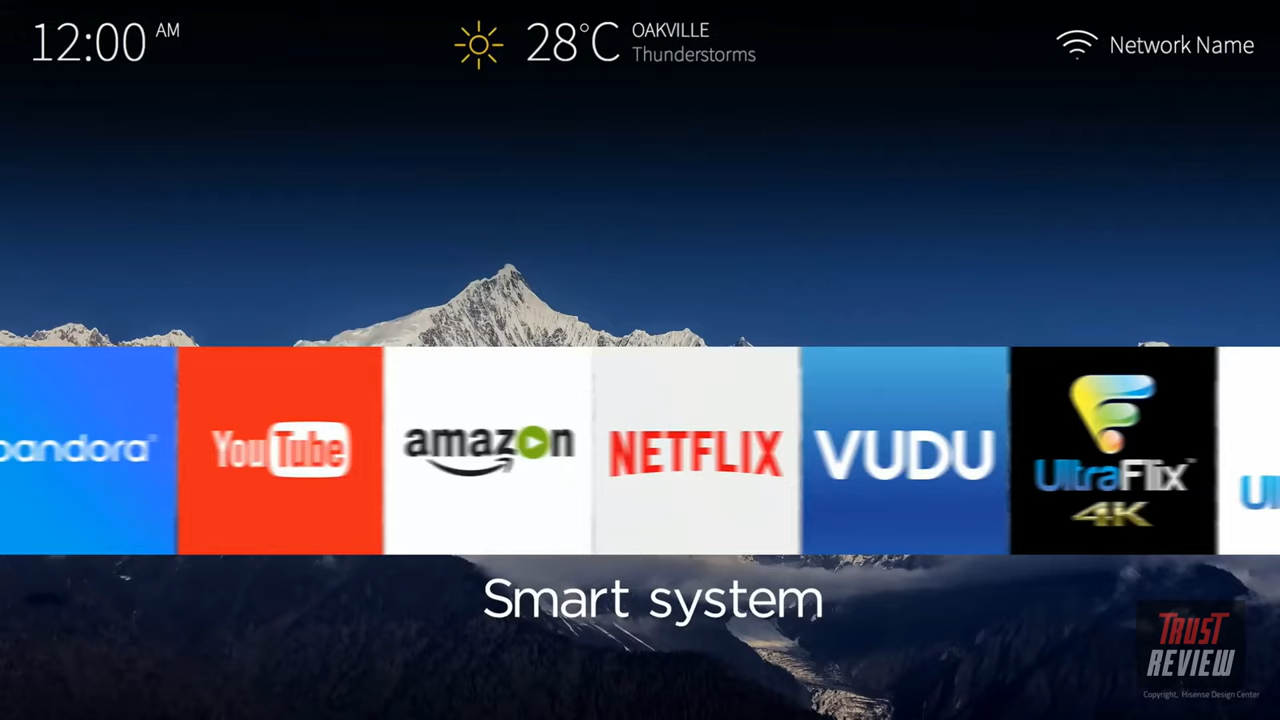 12:00 AM
28°C OAKVILLE
Thunderstorms
Network Name
pandora
YouTube
amazon
NETFLIX
VUDU
UltraFlix™
4K
Smart system
TRUST
REVIEW
Copyright, Hisense Design Center